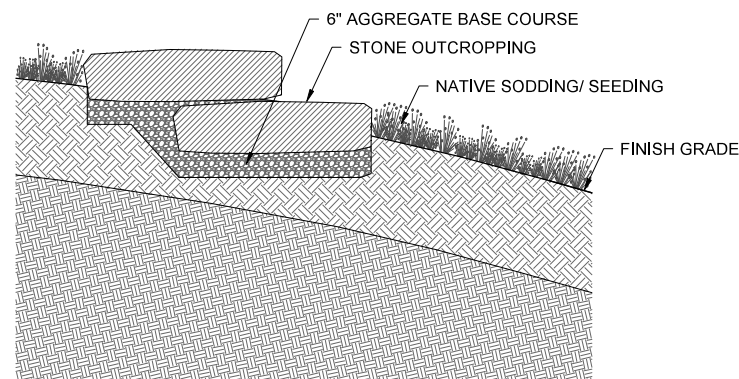 6" AGGREGATE BASE COURSE
STONE OUTCROPPING
NATIVE SODDING/ SEEDING
FINISH GRADE